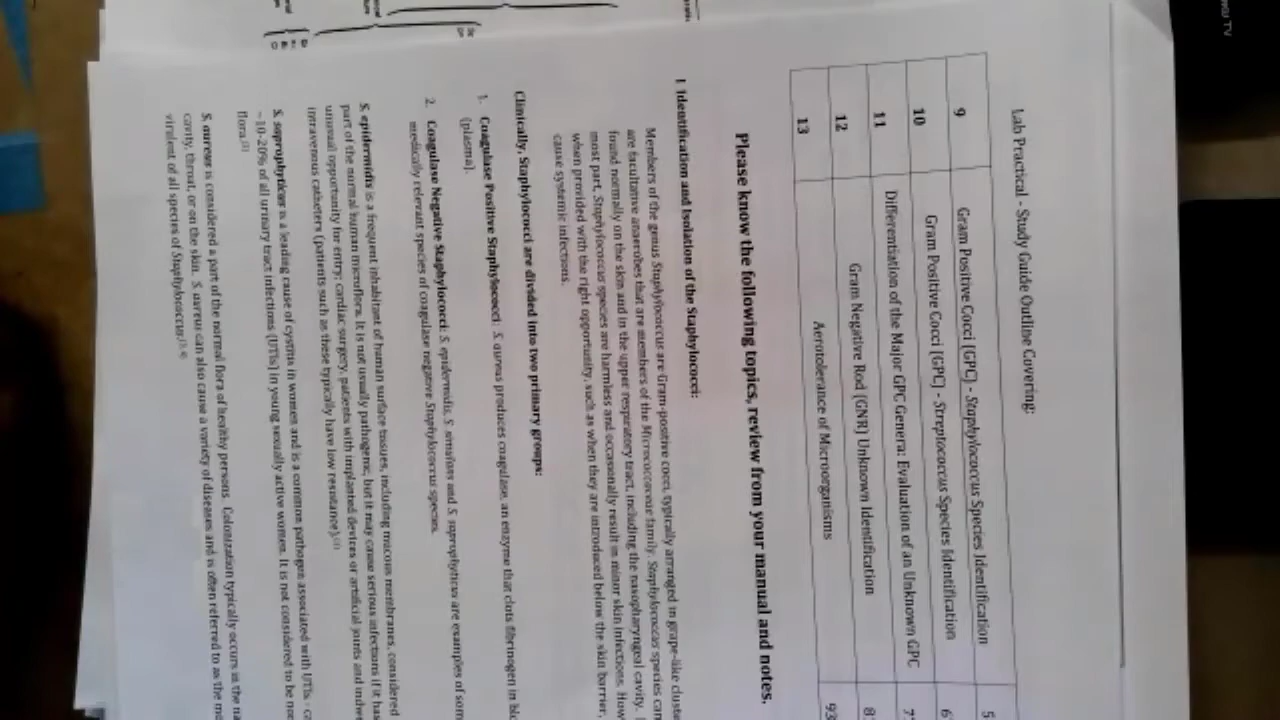 Lab Practical - Study Guide Outline Covering:
9 Gram Positive Cocci (GPC) - Staphylococcus Species Identification 5
10 Gram Positive Cocci (GPC) - Streptococcus Species Identification 6
11 Differentiation of the Major GPC Genera: Evaluation of an Unknown GPC 7
12 Gram Negative Rod (GNR) Unknown Identification 8
13 Aerotolerance of Microorganisms 93
Please know the following topics, review from your manual and notes.
I Identification and Isolation of the Staphylococci:
Members of the genus Staphylococcus are Gram-positive cocci, typically arranged in grape-like
are facultative anaerobes that are members of the Micrococcaceae family. Staphylococcus species can
found normally on the skin and in the upper respiratory tract, including the nasopharyngeal cavity.
most part, Staphylococcus species are harmless and occasionally result in minor skin infections.
when provided with the right opportunity, such as when they are introduced below the skin barrier,
cause systemic infections.
Clinically, Staphylococci are divided into two primary groups:
1. Coagulase Positive Staphylococci: S. aureus produces coagulase, an enzyme that clots fibrinogen in
(plasma).
2. Coagulase Negative Staphylococci: S. epidermidis, S. simulans and S. saprophyticus are examples of
medically relevant species of coagulase negative Staphylococcus species.
S. epidermidis is a frequent inhabitant of human surface tissues, including mucous membranes, considered
part of the normal human microflora. It is not usually pathogenic, but it may cause serious infections if it has
unusual opportunity for entry: cardiac surgery, patients with implanted devices or artificial joints and
intravenous catheters (patients such as these typically have low resistance).
S. saprophyticus is a leading cause of cystitis in women and is a common pathogen associated with UTIs -
~10-20% of all urinary tract infections (UTIs) in young sexually active women. It is not considered to be
flora.
S. aureus is considered a part of the normal flora of healthy persons. Colonization typically occurs in the
cavity, throat, or on the skin. S. aureus can also cause a variety of diseases and is often referred to as the
virulent of all species of Staphylococcus.
TV